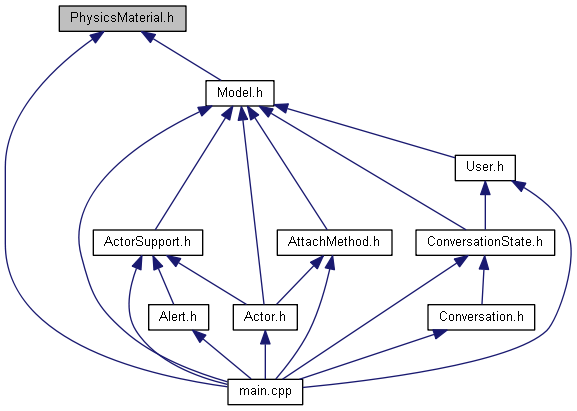 PhysicsMaterial.h
Model.h
User.h
ActorSupport.h
AttachMethod.h
ConversationState.h
Alert.h
Actor.h
Conversation.h
main.cpp